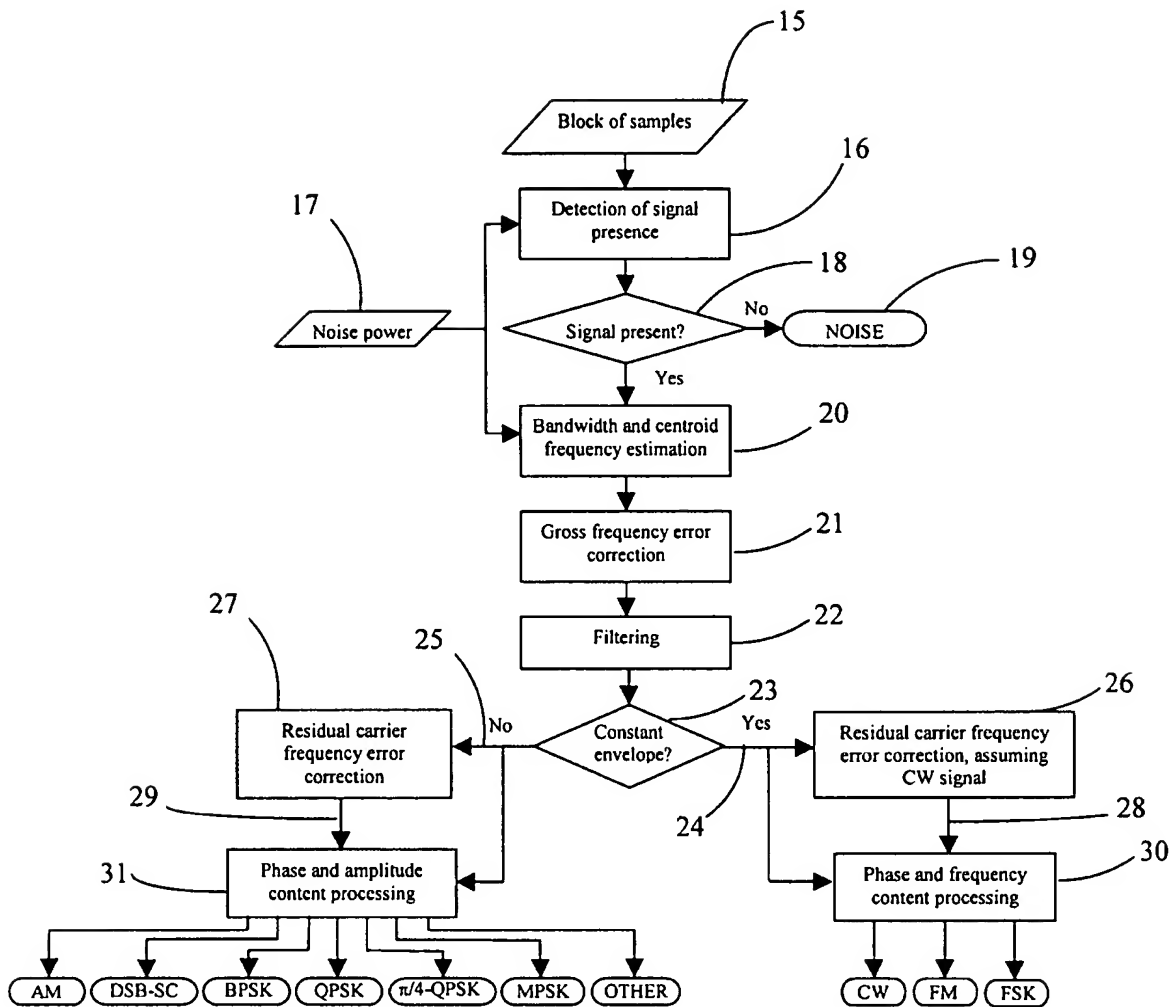 15
Block of samples
16
Detection of signal
presence
17
18
19
Noise power
Signal present?
No
NOISE
Yes
20
Bandwidth and centroid
frequency estimation
21
Gross frequency error
correction
22
Filtering
27
25
23
26
No
Yes
Residual carrier
frequency error
correction
Constant
envelope?
Residual carrier frequency
error correction, assuming
CW signal
29
24
28
31
Phase and amplitude
content processing
30
Phase and frequency
content processing
AM
DSB-SC
BPSK
QPSK
π/4-QPSK
MPSK
OTHER
CW
FM
FSK